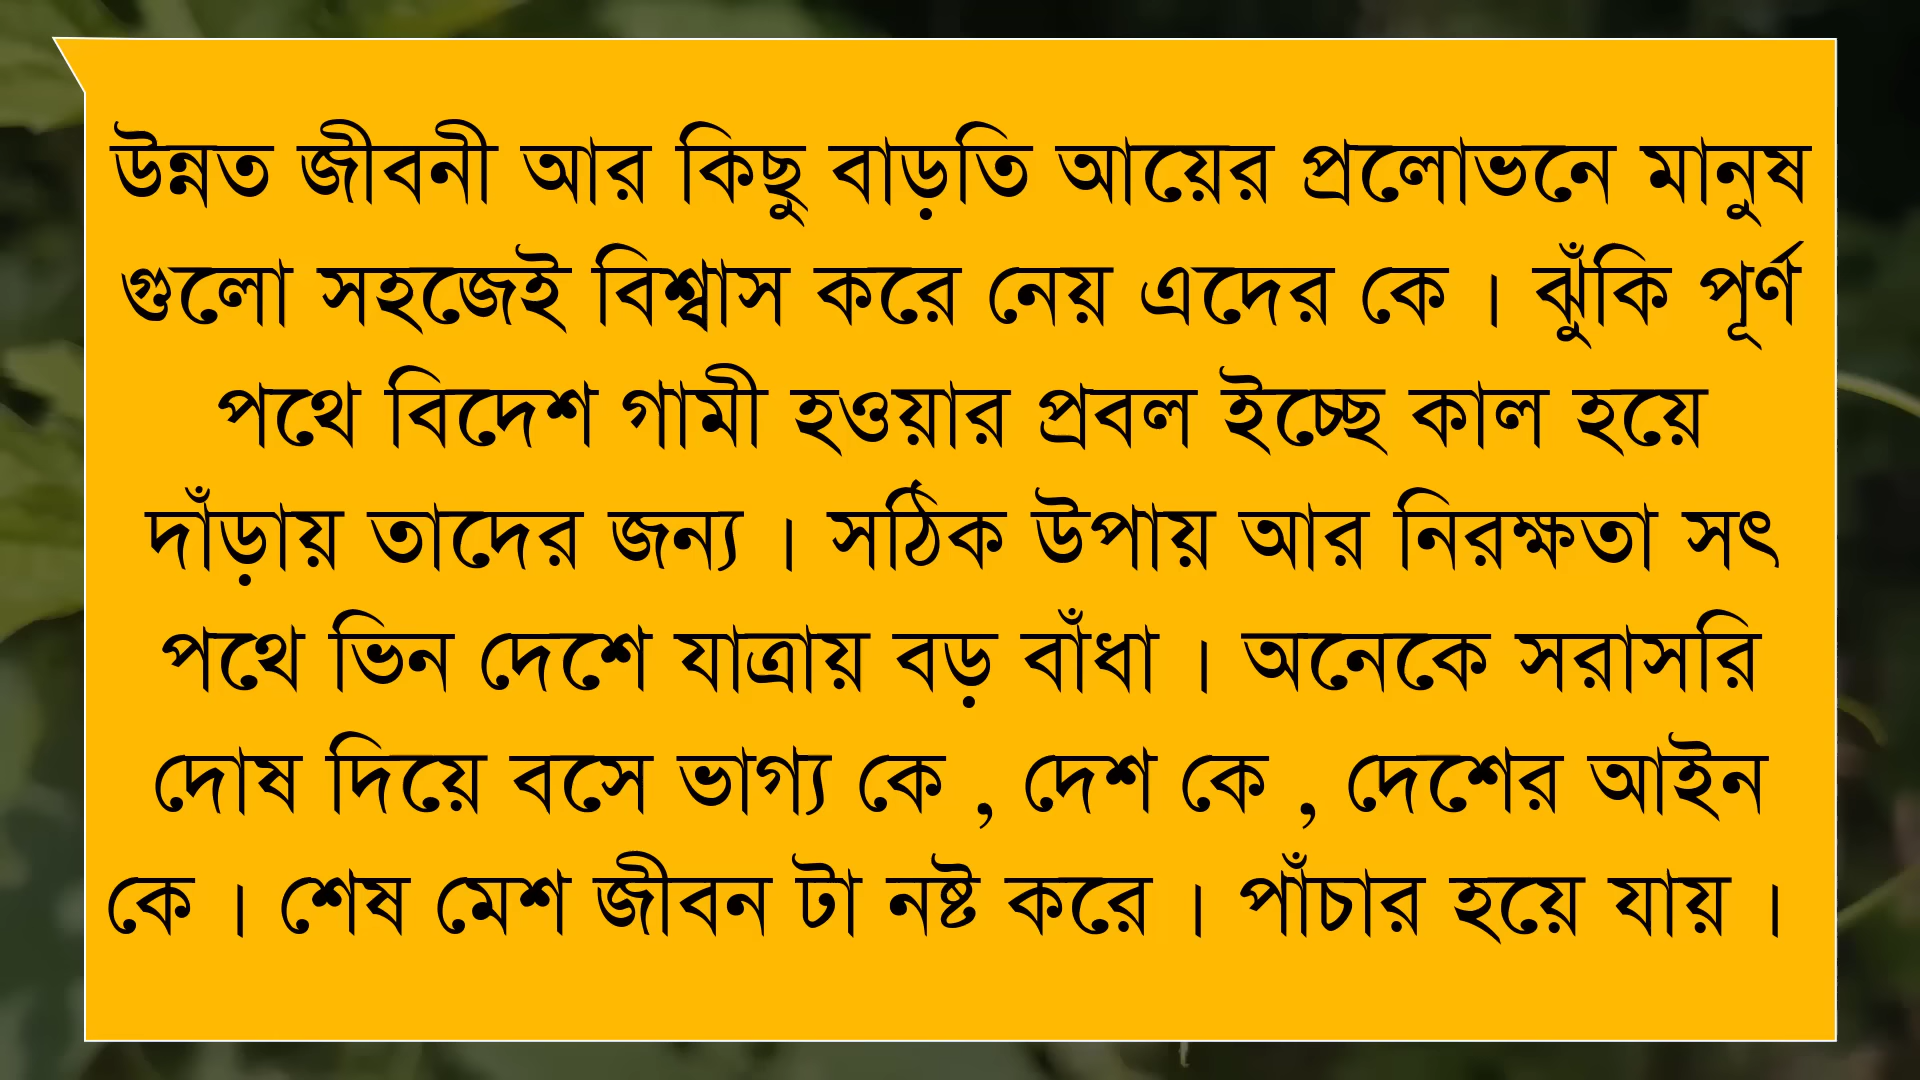 উন্নত জীবনী আর কিছু বাড়তি আয়ের প্রলোভনে মানুষ
গুলো সহজেই বিশ্বাস করে নেয় এদের কে । ঝুঁকি পূর্ণ
পথে বিদেশ গামী হওয়ার প্রবল ইচ্ছে কাল হয়ে
দাঁড়ায় তাদের জন্য । সঠিক উপায় আর নিরক্ষতা সৎ
পথে ভিন দেশে যাত্রায় বড় বাঁধা । অনেকে সরাসরি
দোষ দিয়ে বসে ভাগ্য কে , দেশ কে , দেশের আইন
কে । শেষ মেশ জীবন টা নষ্ট করে । পাঁচার হয়ে যায় ।